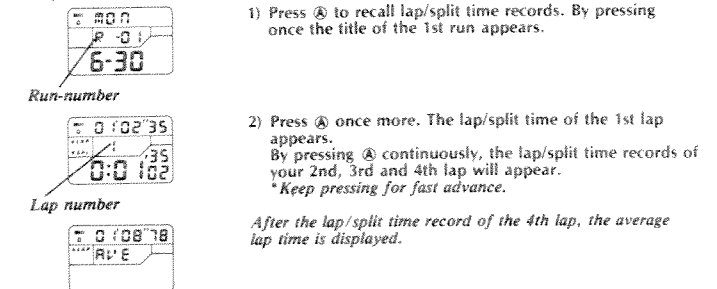 MON
R -01
6-30
Run-number
1) Press Ⓐ to recall lap/split time records. By pressing
once the title of the 1st run appears.
0 1'02"35
1
35
0:01 02
Lap number
2) Press Ⓐ once more. The lap/split time of the 1st lap
appears.
By pressing Ⓐ continuously, the lap/split time records of
your 2nd, 3rd and 4th lap will appear.
*Keep pressing for fast advance.
0 1'08"78
AVE
After the lap/split time record of the 4th lap, the average
lap time is displayed.